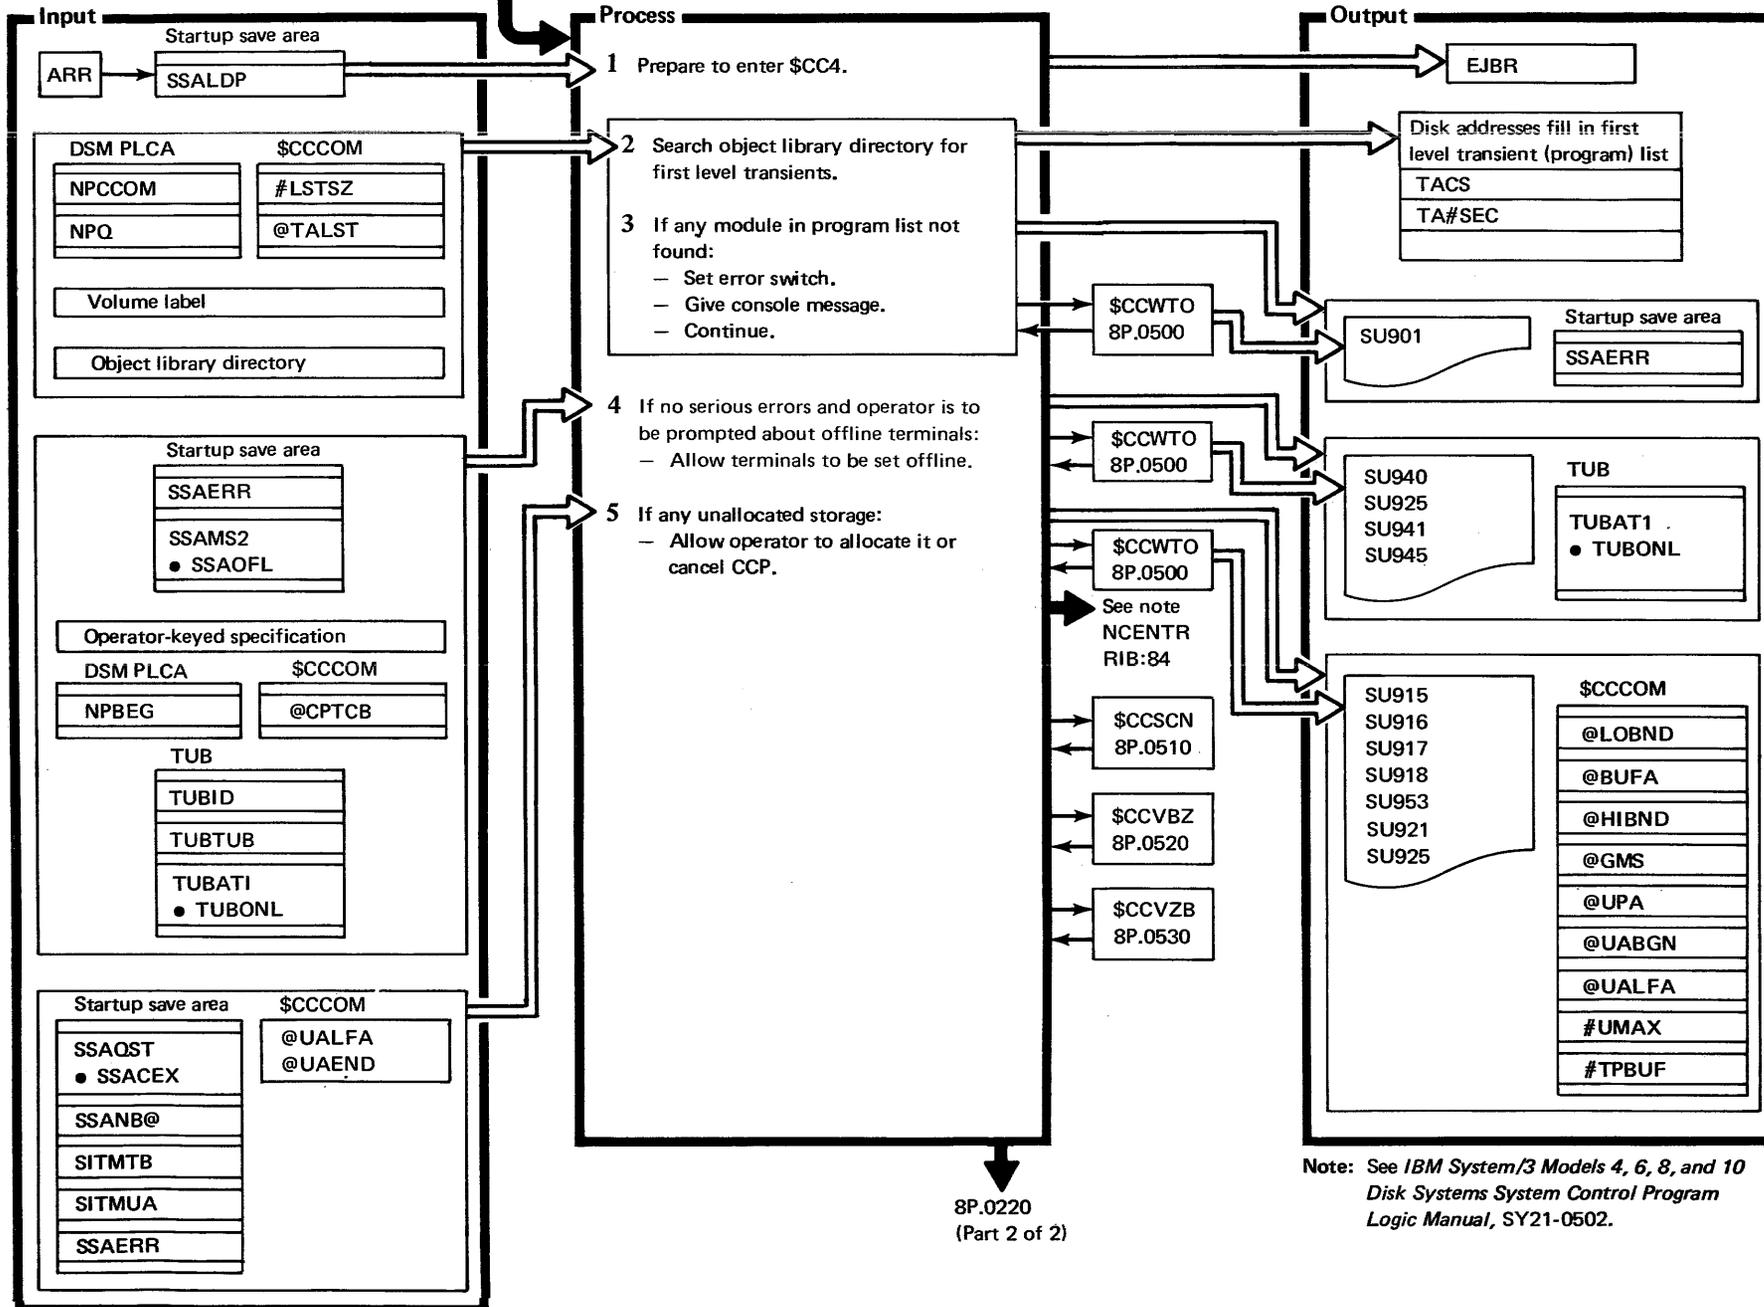 Input
Startup save area
ARR
SSALDP
DSM PLCA
$CCCOM
NPCCOM
#LSTSZ
NPQ
@TALST
Volume label
Object library directory
Startup save area
SSAERR
SSAMS2
● SSAOFL
Operator-keyed specification
DSM PLCA
$CCCOM
NPBEG
@CPTCB
TUB
TUBID
TUBTUB
TUBATI
● TUBONL
Startup save area
$CCCOM
SSAQST
● SSACEX
@UALFA
@UAEND
SSANB@
SITMTB
SITMUA
SSAERR
Process
1 Prepare to enter $CC4.
2 Search object library directory for
first level transients.
3 If any module in program list not
found:
— Set error switch.
— Give console message.
— Continue.
4 If no serious errors and operator is to
be prompted about offline terminals:
— Allow terminals to be set offline.
5 If any unallocated storage:
— Allow operator to allocate it or
cancel CCP.
$CCWTO
8P.0500
$CCWTO
8P.0500
$CCWTO
8P.0500
See note
NCENTR
RIB:84
$CCSCN
8P.0510
$CCVBZ
8P.0520
$CCVZB
8P.0530
8P.0220
(Part 2 of 2)
Output
EJBR
Disk addresses fill in first
level transient (program) list
TACS
TA#SEC
SU901
Startup save area
SSAERR
SU940
SU925
SU941
SU945
TUB
TUBAT1
● TUBONL
SU915
SU916
SU917
SU918
SU953
SU921
SU925
$CCCOM
@LOBND
@BUFA
@HIBND
@GMS
@UPA
@UABGN
@UALFA
#UMAX
#TPBUF
Note: See IBM System/3 Models 4, 6, 8, and 10
Disk Systems System Control Program
Logic Manual, SY21-0502.